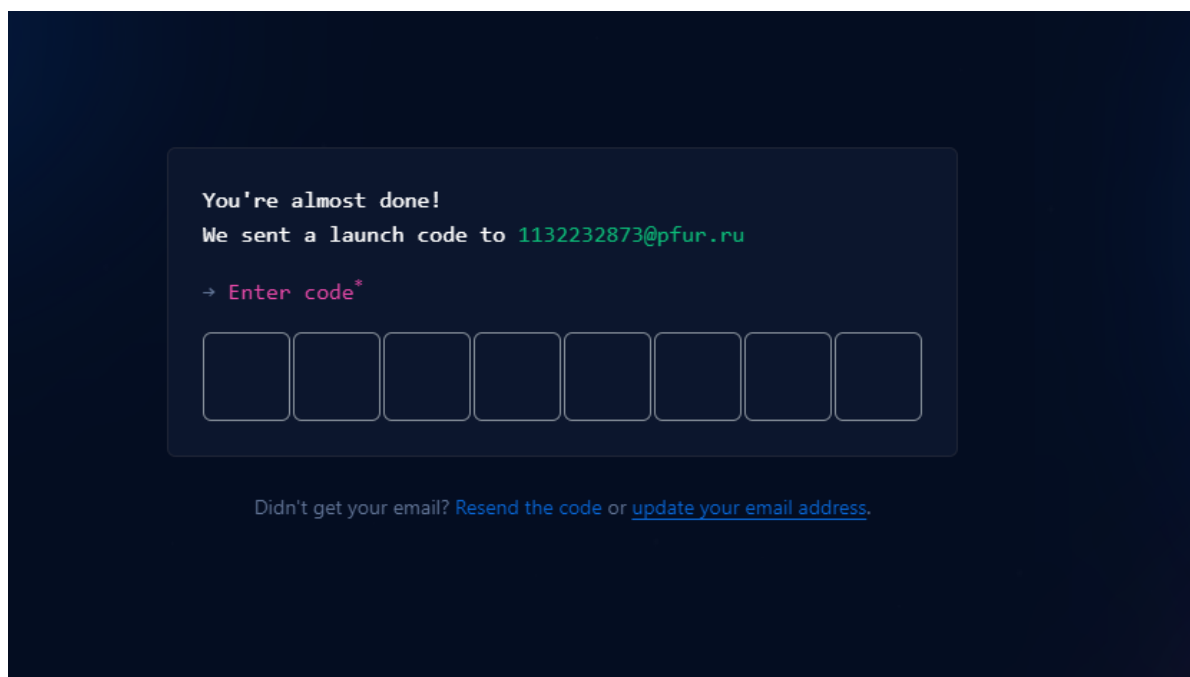 You're almost done!
We sent a launch code to 1132232873@pfur.ru
→ Enter code*
Didn't get your email? Resend the code or update your email address.